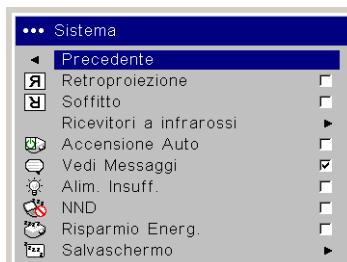 ••• Sistema
Precedente
Retroproiezione
Soffitto
Ricevitori a infrarossi
Accensione Auto
Vedi Messaggi
Alim. Insuff.
NND
Risparmio Energ.
Salvaschermo